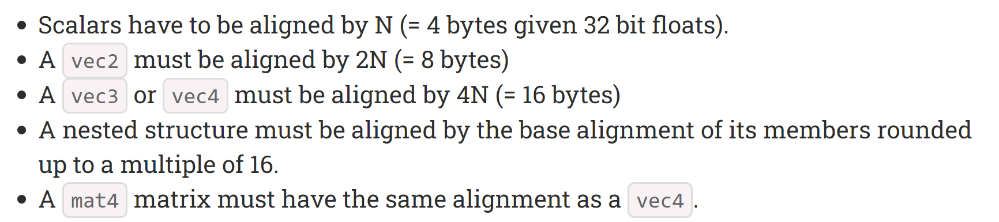 Scalars have to be aligned by N (= 4 bytes given 32 bit floats).
A vec2 must be aligned by 2N (= 8 bytes)
A vec3 or vec4 must be aligned by 4N (= 16 bytes)
A nested structure must be aligned by the base alignment of its members rounded
up to a multiple of 16.
A mat4 matrix must have the same alignment as a vec4.